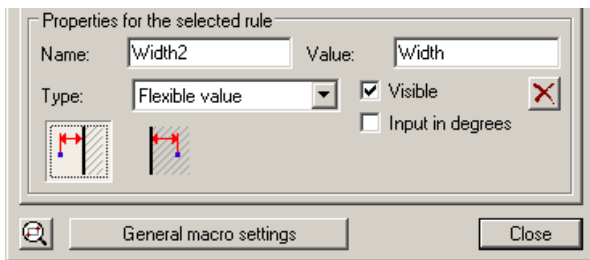 Properties for the selected rule
Name: Width2 Value: Width
Type: Flexible value Visible
Input in degrees
General macro settings Close